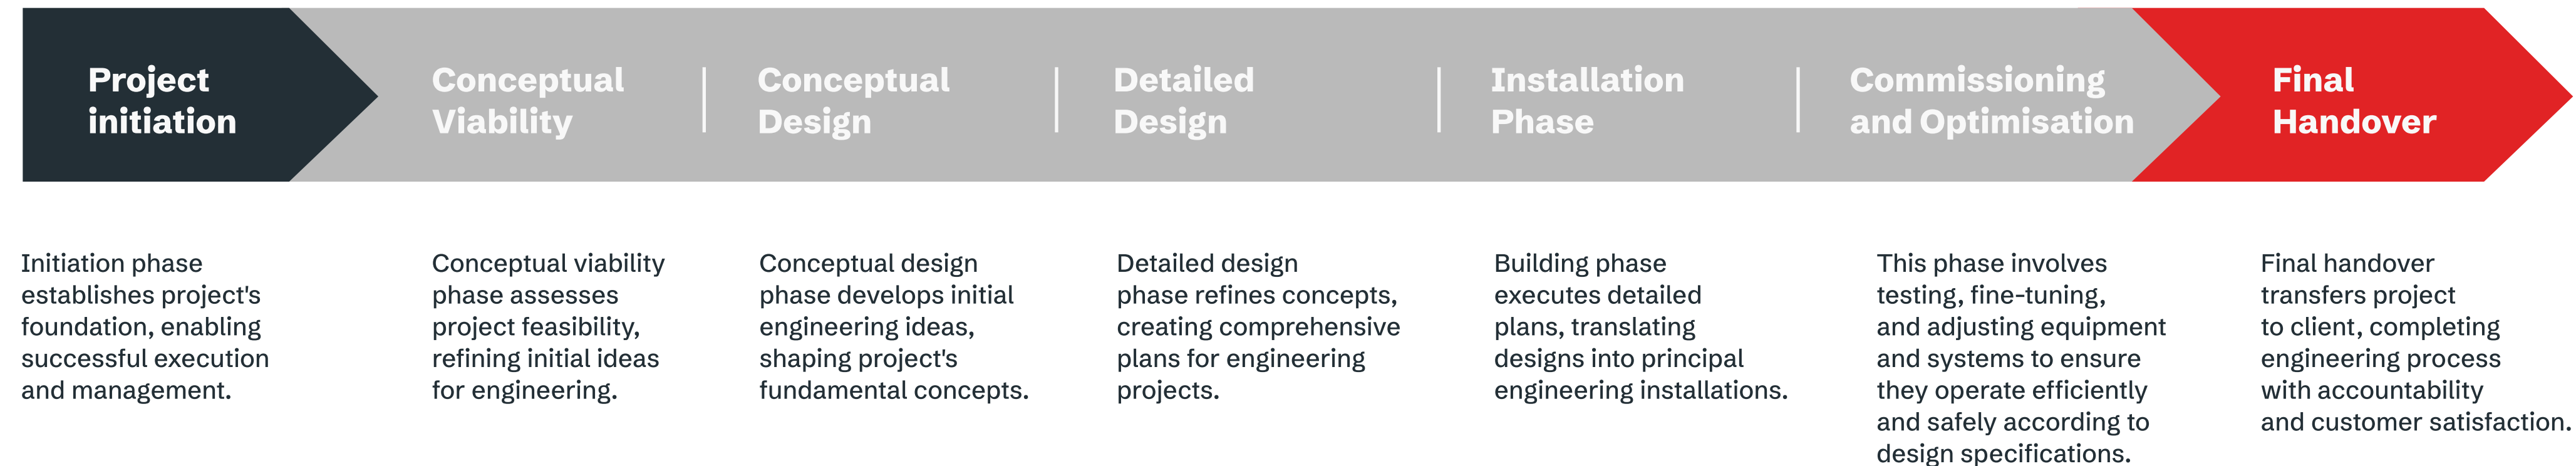 Project
initiation
Conceptual
Viability
Conceptual
Design
Detailed
Design
Installation
Phase
Commissioning
and Optimisation
Final
Handover
Initiation phase
establishes project's
foundation, enabling
successful execution
and management.
Conceptual viability
phase assesses
project feasibility,
refining initial ideas
for engineering.
Conceptual design
phase develops initial
engineering ideas,
shaping project's
fundamental concepts.
Detailed design
phase refines concepts,
creating comprehensive
plans for engineering
projects.
Building phase
executes detailed
plans, translating
designs into principal
engineering installations.
This phase involves
testing, fine-tuning,
and adjusting equipment
and systems to ensure
they operate efficiently
and safely according to
design specifications.
Final handover
transfers project
to client, completing
engineering process
with accountability
and customer satisfaction.